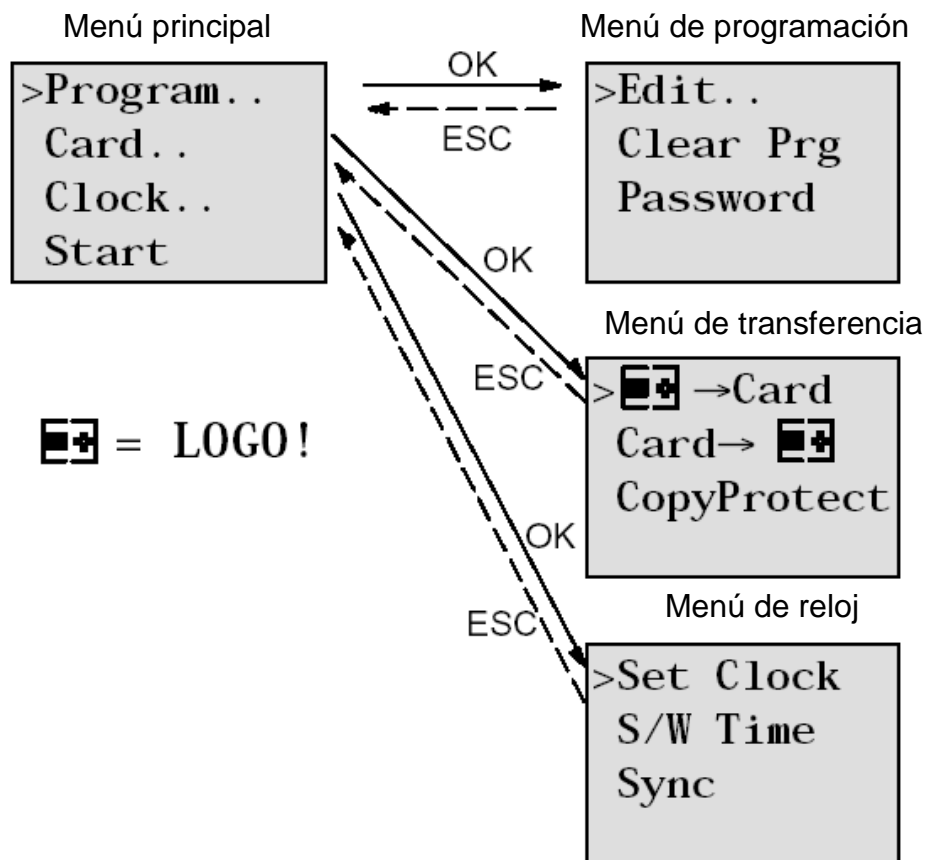 Menú principal
>Program..
Card..
Clock..
Start
OK
ESC
Menú de programación
>Edit..
Clear Prg
Password
OK
ESC
Menú de transferencia
> →Card
Card→
CopyProtect
= LOGO!
OK
ESC
Menú de reloj
>Set Clock
S/W Time
Sync